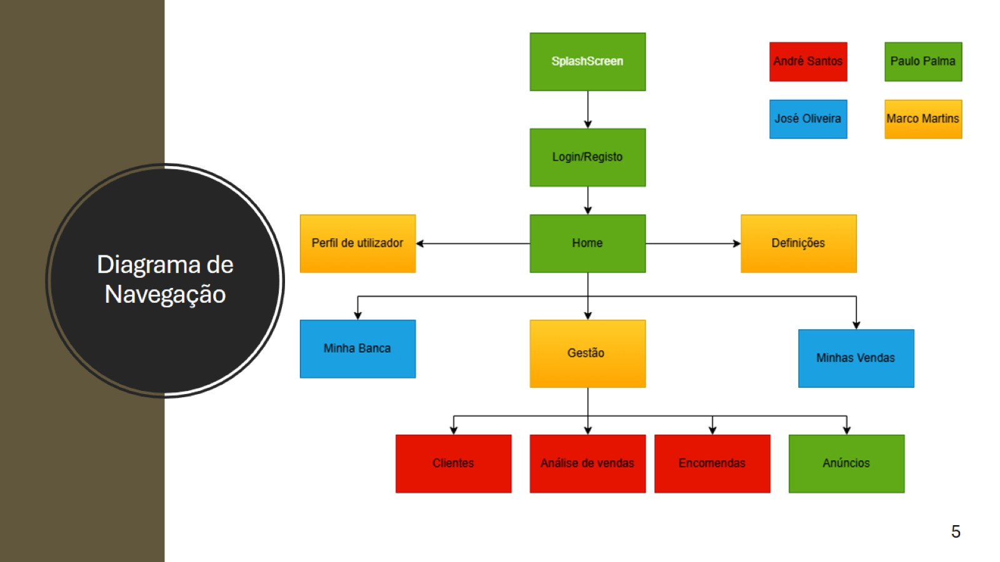 Diagrama de
Navegação
SplashScreen
André Santos
Paulo Palma
José Oliveira
Marco Martins
Login/Registo
Perfil de utilizador
Home
Definições
Minha Banca
Gestão
Minhas Vendas
Clientes
Análise de vendas
Encomendas
Anúncios
5